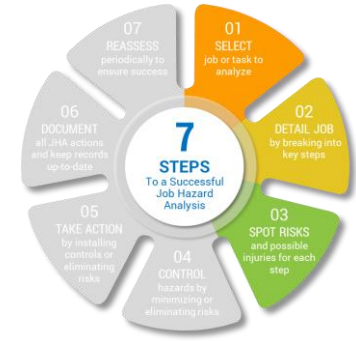 7
STEPS
To a Successful
Job Hazard
Analysis
01
SELECT
job or task to
analyze
02
DETAIL JOB
by breaking into
key steps
03
SPOT RISKS
and possible
injuries for each
step
04
CONTROL
hazards by
minimizing or
eliminating risks
05
TAKE ACTION
by installing
controls or
eliminating
risks
06
DOCUMENT
all JHA actions
and keep records
up-to-date
07
REASSESS
periodically to
ensure success